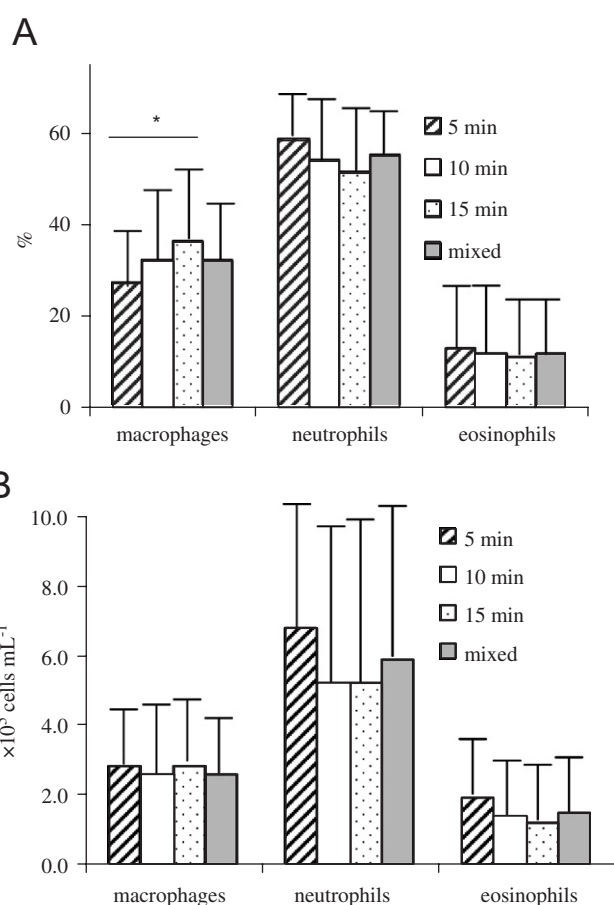 A
*
60
40
20
0
%
5 min
10 min
15 min
mixed
macrophages neutrophils eosinophils
B
10.0
8.0
6.0
4.0
2.0
0.0
cells mL⁻¹
5 min
10 min
15 min
mixed
macrophages neutrophils eosinophils